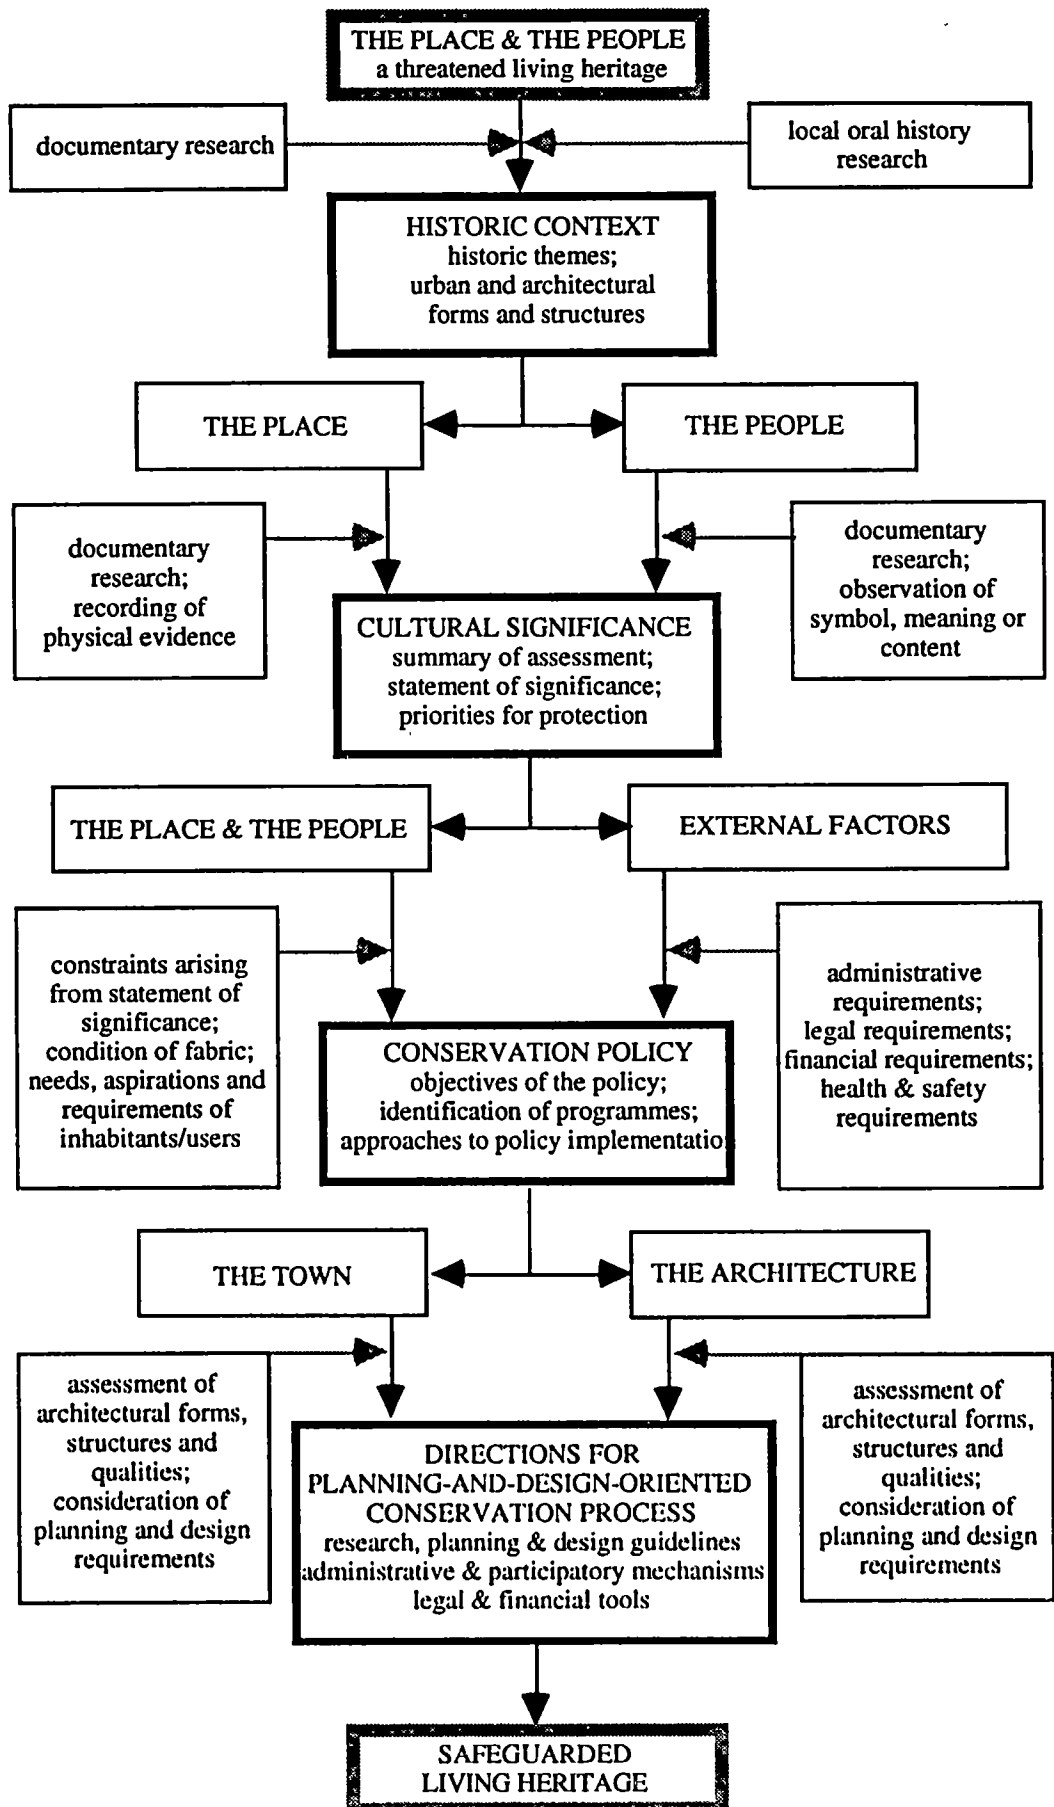 THE PLACE & THE PEOPLE
a threatened living heritage
documentary research
local oral history
research
HISTORIC CONTEXT
historic themes;
urban and architectural
forms and structures
THE PLACE
THE PEOPLE
documentary
research;
recording of
physical evidence
documentary
research;
observation of
symbol, meaning or
content
CULTURAL SIGNIFICANCE
summary of assessment;
statement of significance;
priorities for protection
THE PLACE & THE PEOPLE
EXTERNAL FACTORS
constraints arising
from statement of
significance;
condition of fabric;
needs, aspirations and
requirements of
inhabitants/users
administrative
requirements;
legal requirements;
financial requirements;
health & safety
requirements
CONSERVATION POLICY
objectives of the policy;
identification of programmes;
approaches to policy implementatio
THE TOWN
THE ARCHITECTURE
assessment of
architectural forms,
structures and
qualities;
consideration of
planning and design
requirements
assessment of
architectural forms,
structures and
qualities;
consideration of
planning and design
requirements
DIRECTIONS FOR
PLANNING-AND-DESIGN-ORIENTED
CONSERVATION PROCESS
research, planning & design guidelines
administrative & participatory mechanisms
legal & financial tools
SAFEGUARDED
LIVING HERITAGE